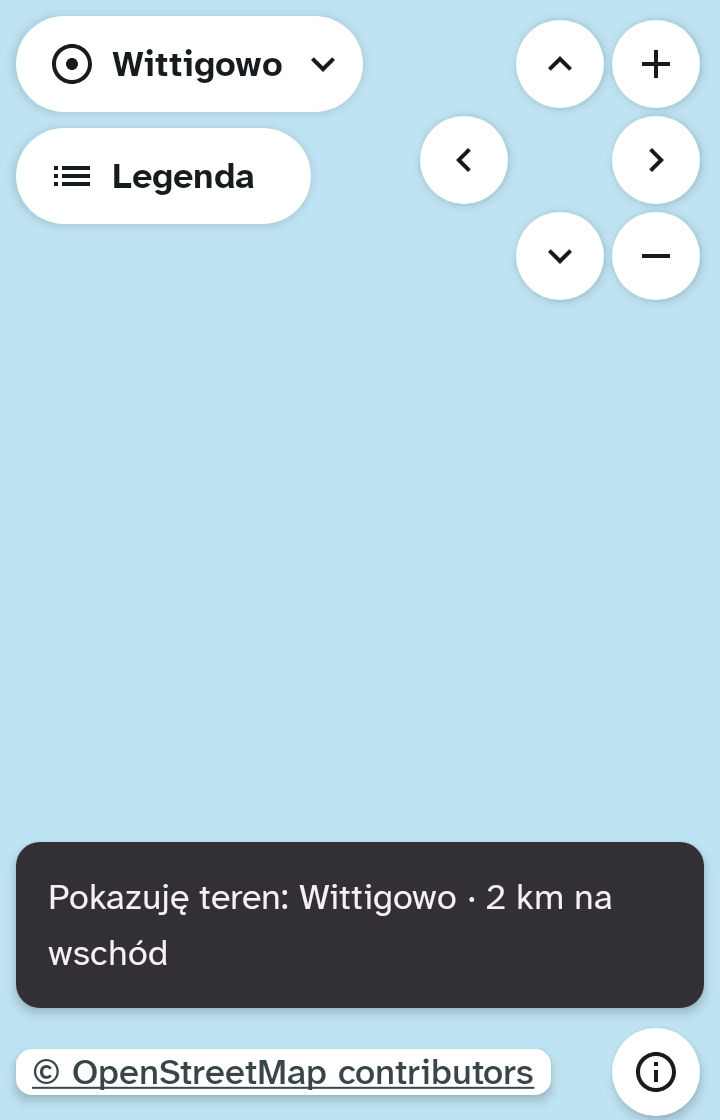 Wittigowo
Legenda
Pokazuję teren: Wittigowo · 2 km na
wschód
© OpenStreetMap contributors